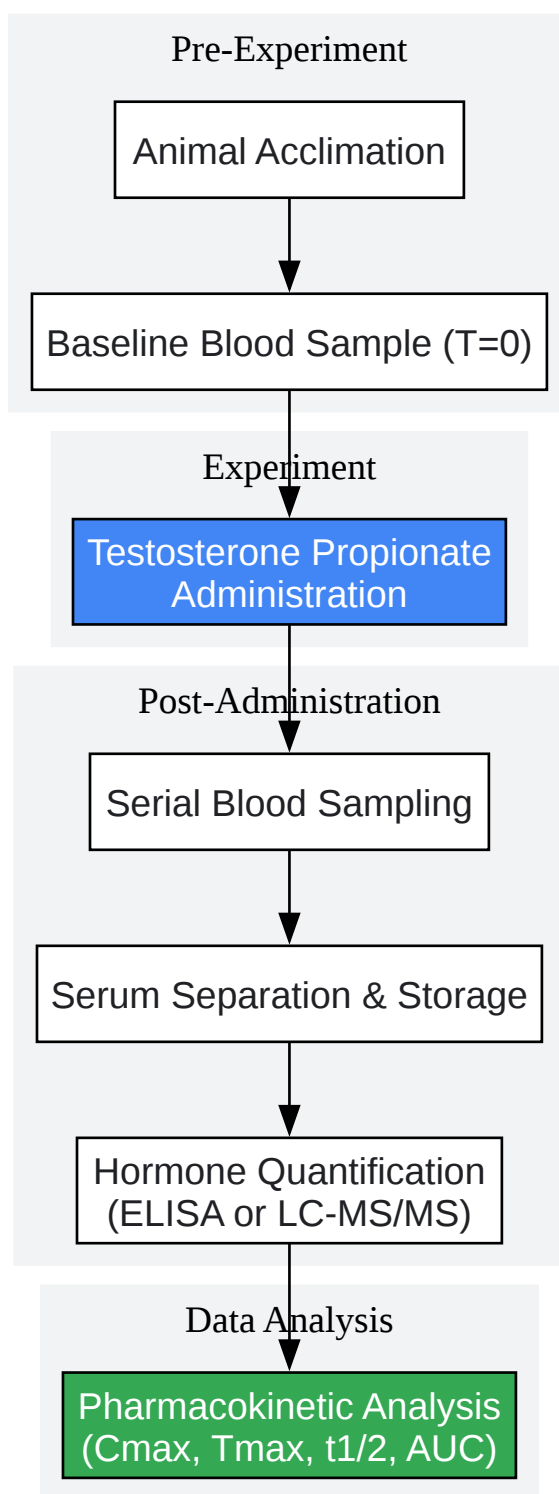 Pre-Experiment
Animal Acclimation
Baseline Blood Sample (T=0)
Experiment
Testosterone Propionate
Administration
Post-Administration
Serial Blood Sampling
Serum Separation & Storage
Hormone Quantification
(ELISA or LC-MS/MS)
Data Analysis
Pharmacokinetic Analysis
(Cmax, Tmax, t1/2, AUC)